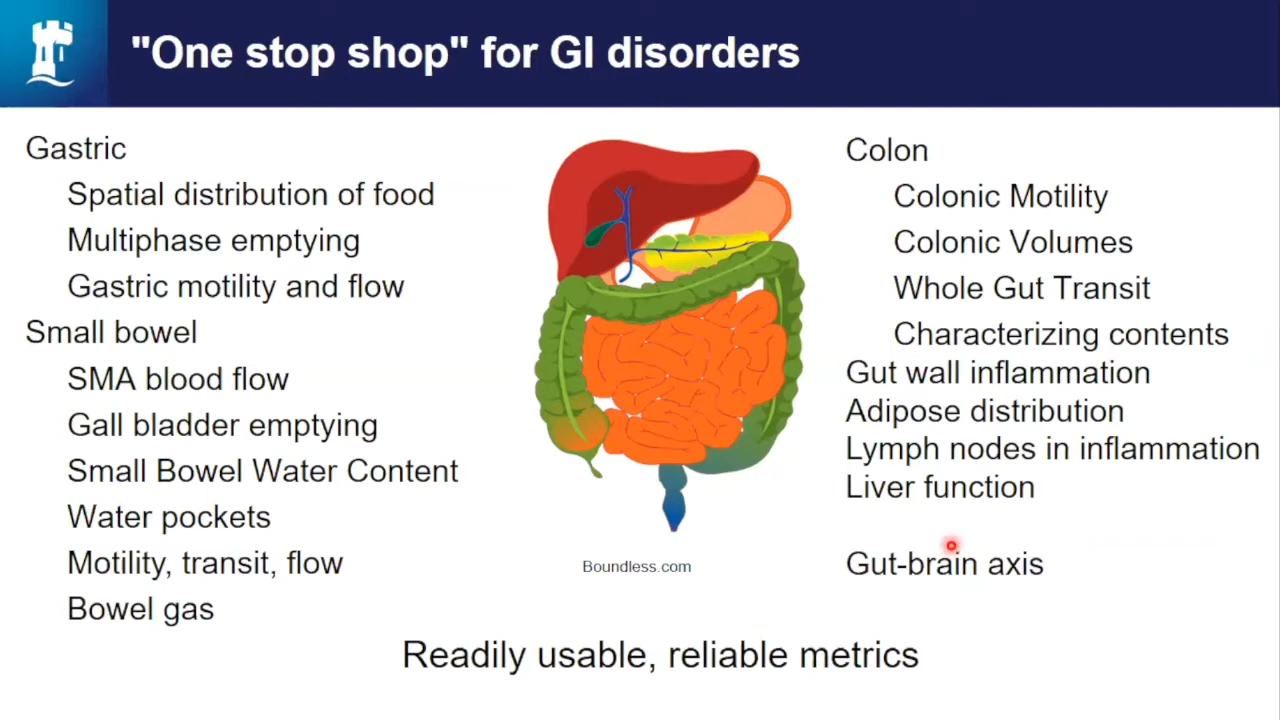 "One stop shop" for GI disorders
Gastric
Spatial distribution of food
Multiphase emptying
Gastric motility and flow
Small bowel
SMA blood flow
Gall bladder emptying
Small Bowel Water Content
Water pockets
Motility, transit, flow
Bowel gas
Boundless.com
Colon
Colonic Motility
Colonic Volumes
Whole Gut Transit
Characterizing contents
Gut wall inflammation
Adipose distribution
Lymph nodes in inflammation
Liver function
Gut-brain axis
Readily usable, reliable metrics